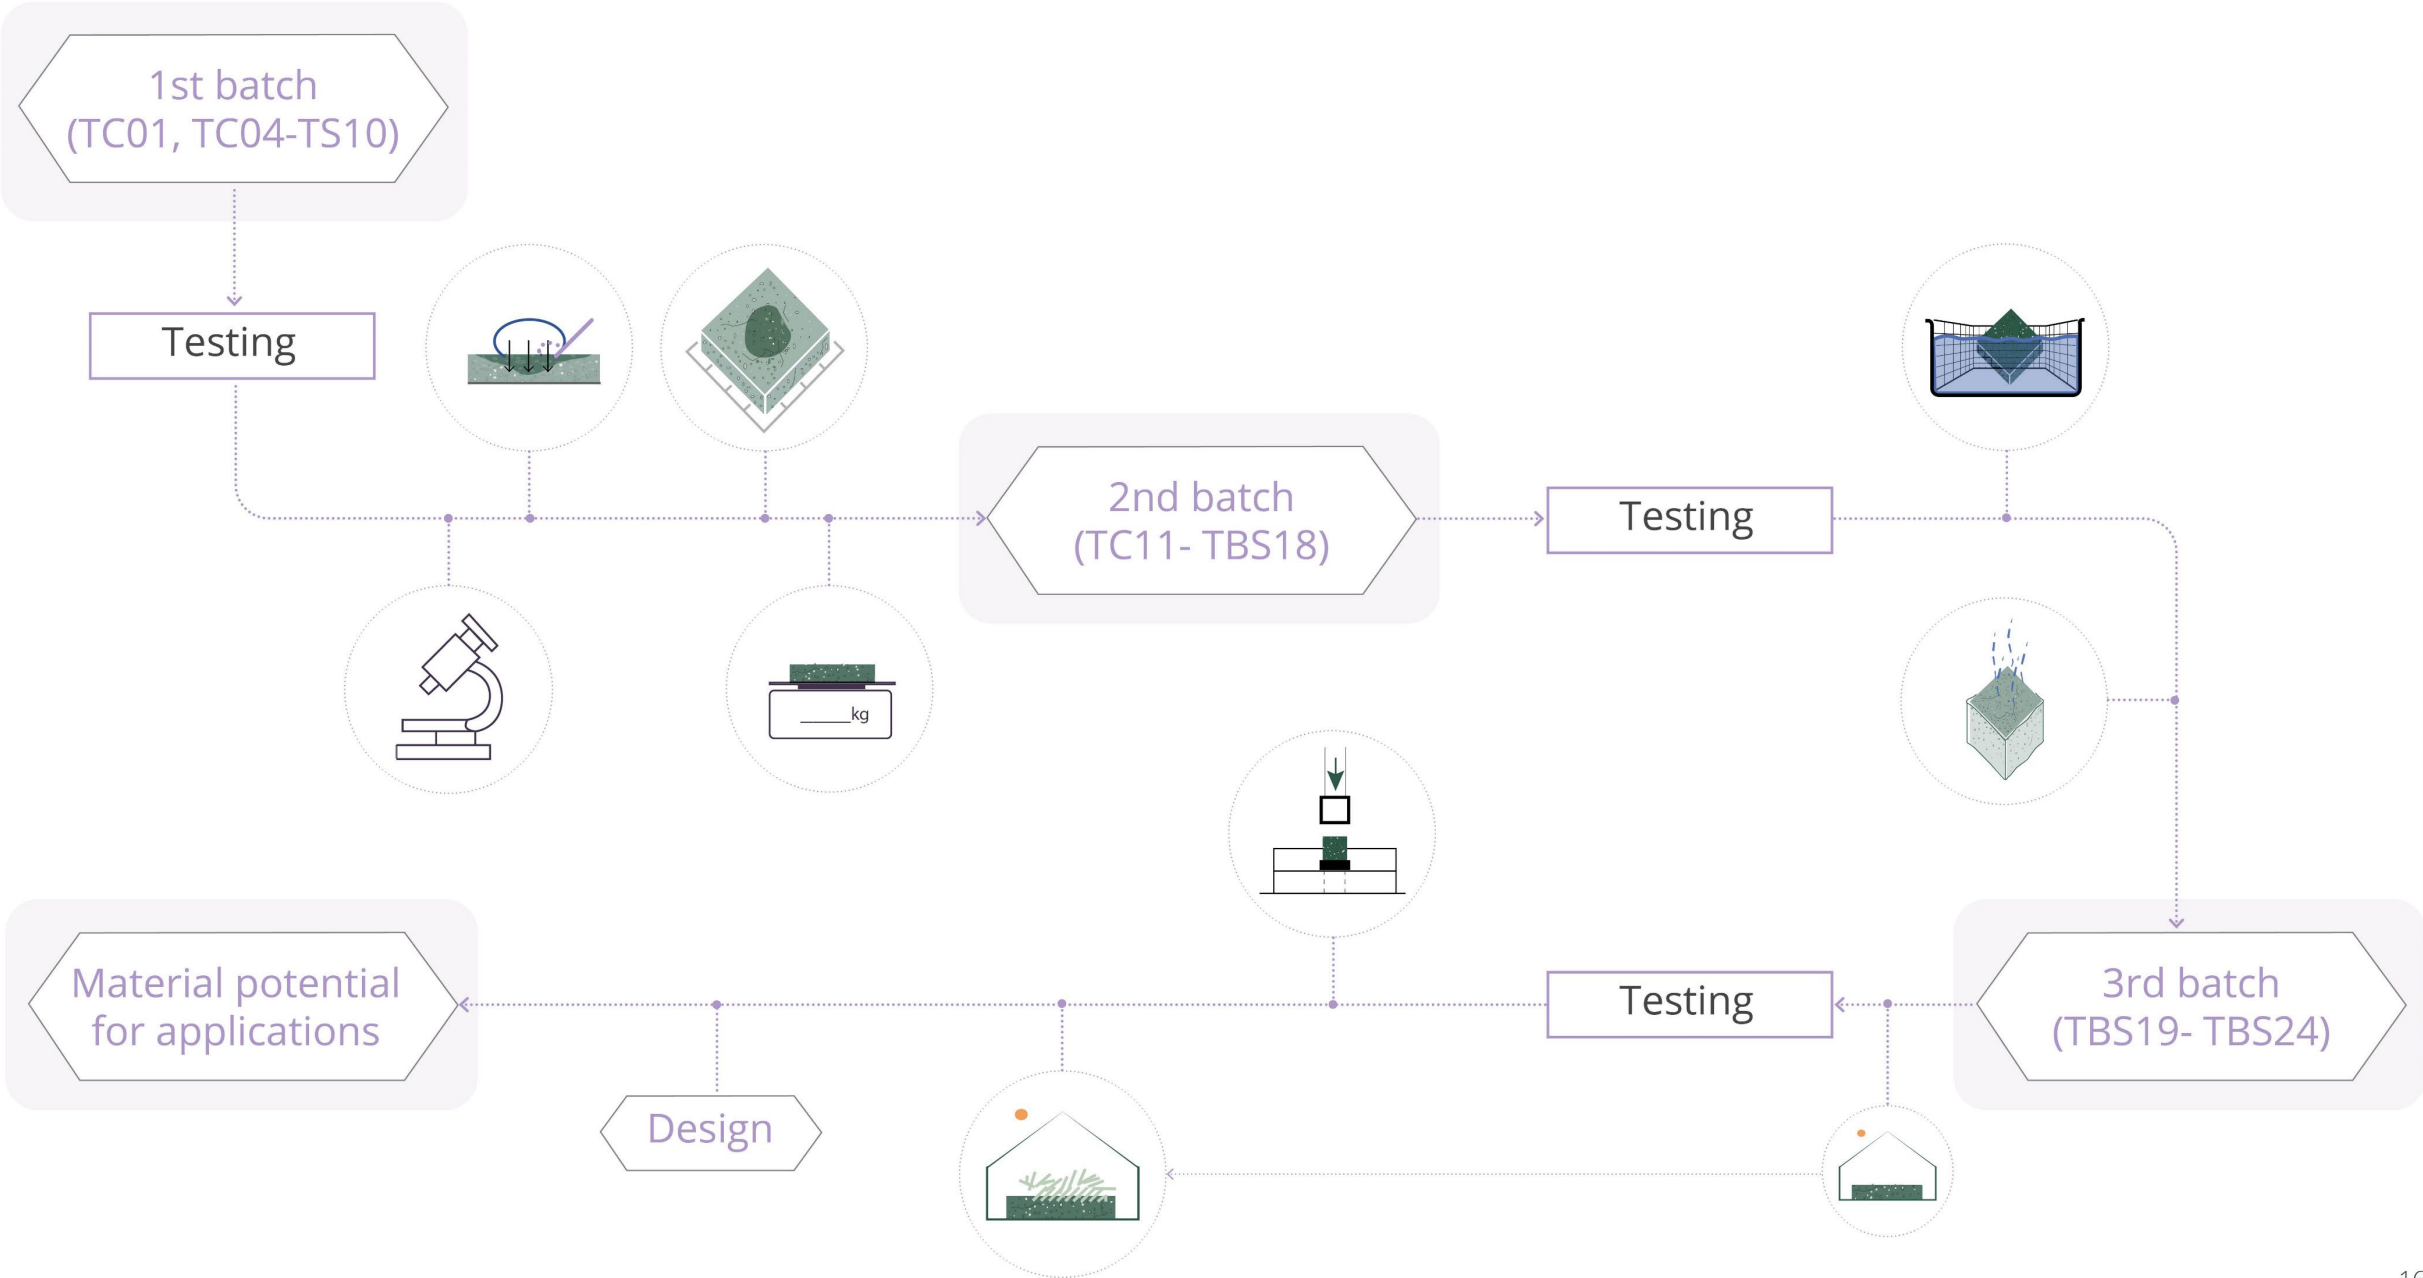 1st batch
(TC01, TC04-TS10)
Testing
2nd batch
(TC11- TBS18)
Testing
_____kg
3rd batch
(TBS19- TBS24)
Testing
Material potential
for applications
Design